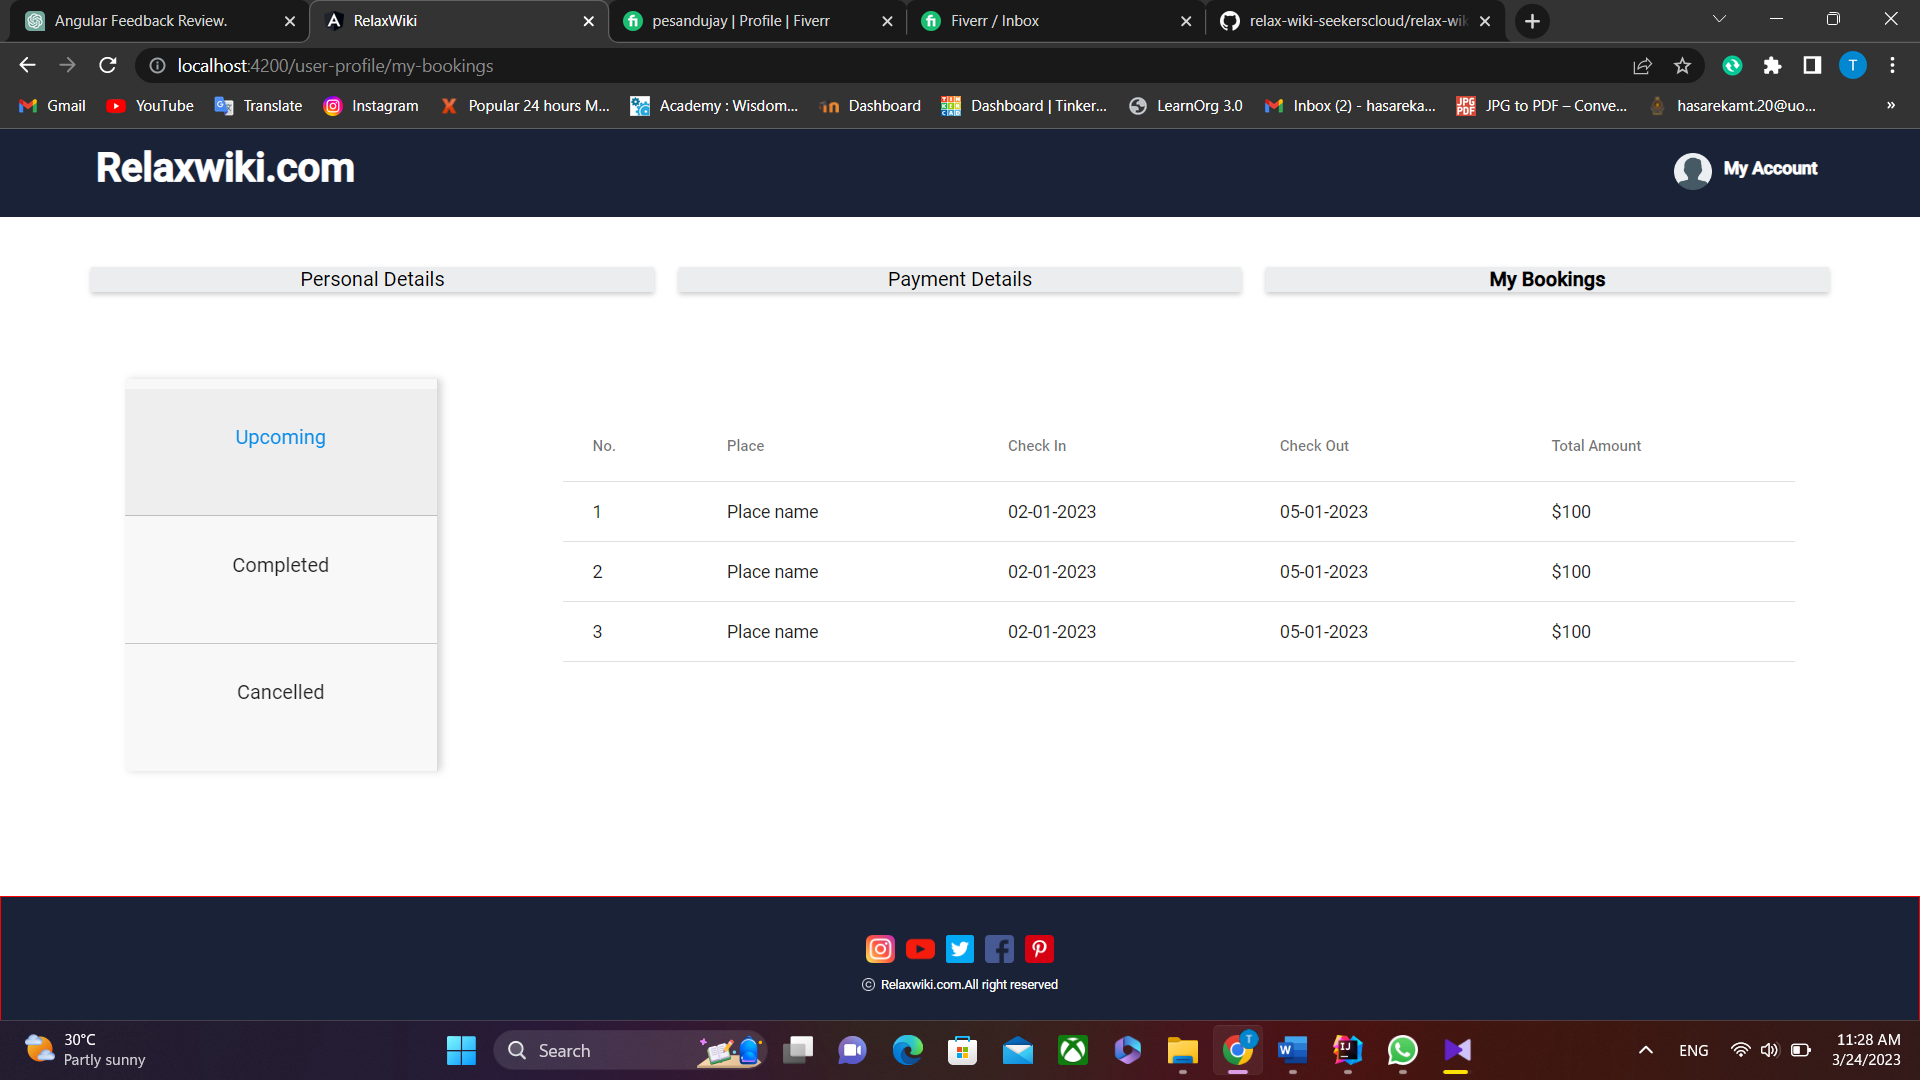 Angular Feedback Review.
RelaxWiki
pesandujay | Profile | Fiverr
Fiverr / Inbox
relax-wiki-seekerscloud/relax-wik
localhost:4200/user-profile/my-bookings
T
Gmail
YouTube
Translate
Instagram
Popular 24 hours M...
Academy : Wisdom...
Dashboard
Dashboard | Tinker...
LearnOrg 3.0
Inbox (2) - hasareka...
JPG PDF
JPG to PDF – Conve...
hasarekamt.20@uo...
»
Relaxwiki.com
My Account
Personal Details
Payment Details
My Bookings
Upcoming
Completed
Cancelled
No. Place Check In Check Out Total Amount
1 Place name 02-01-2023 05-01-2023 $100
2 Place name 02-01-2023 05-01-2023 $100
3 Place name 02-01-2023 05-01-2023 $100
© Relaxwiki.com.All right reserved
30°C
Partly sunny
Search
ENG
11:28 AM
3/24/2023